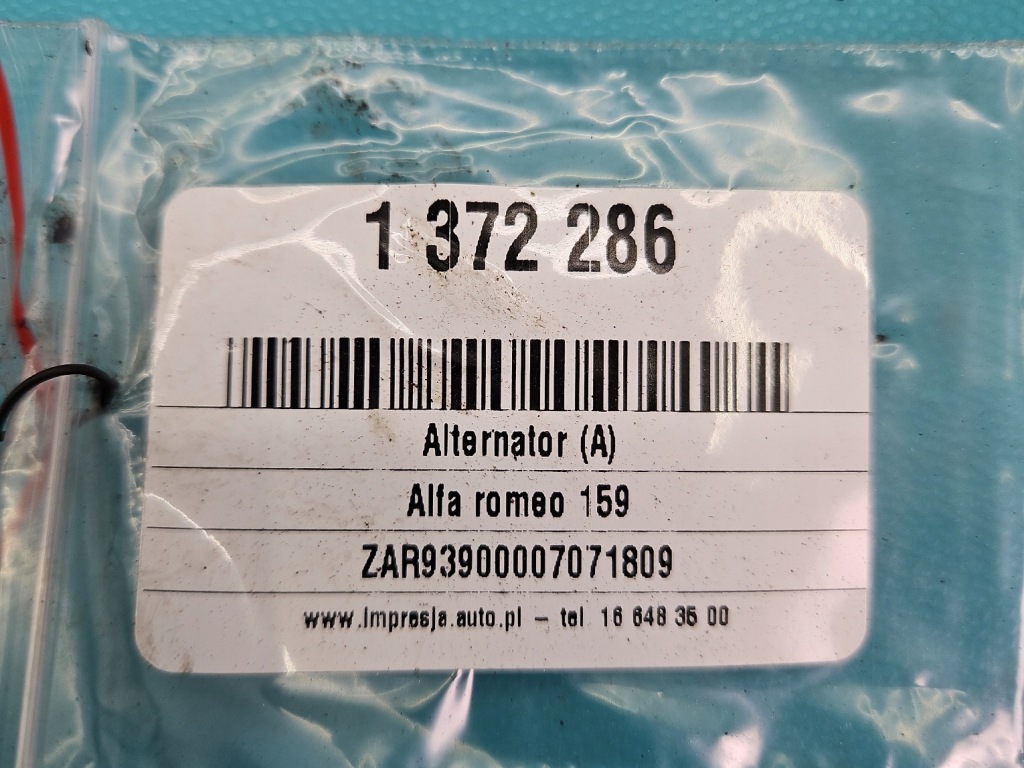 1 372 286
Alternator (A)
Alfa romeo 159
ZAR93900007071809
www.impresja.auto.pl – tel 16 648 35 00